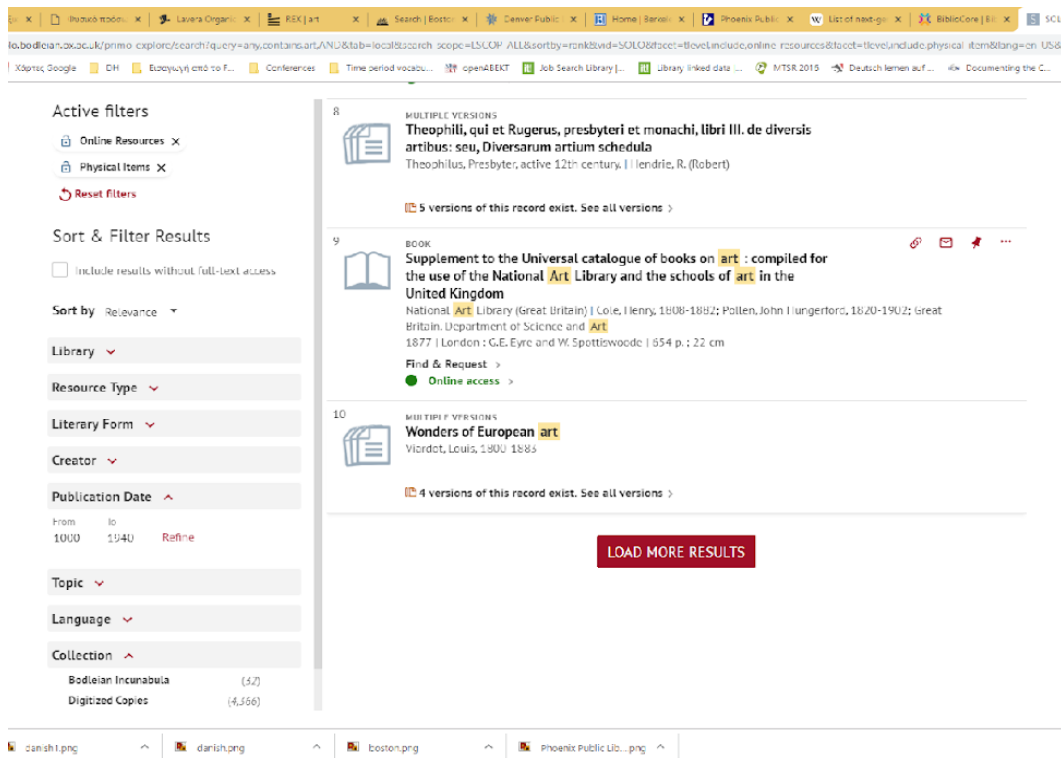 Lavera Organic
REX | art
Search | Bostor
Denver Public
Home | Barcelo
Phoenix Public
List of next-ge
BiblioCore | Bi
lo.bodleian.ox.ac.uk/primo-explore/search?query=any,contains,art,AND&tab=local&search_scope=LSCOP_ALL&sortby=rank&vid=SOLO&facet=tlevel,include,online_resources&facet=tlevel,include,physical_item&lang=en_US&
Χάρτες Google
DH
Εισαγωγή από το F...
Conferences
Time period vocabu...
openABEKT
Job Search Library |...
Library linked data ...
MTSR 2015
Deutsch lernen auf ...
Documenting the C...
Active filters
Online Resources
Physical Items
Reset filters
Sort & Filter Results
Include results without full-text access
Sort by Relevance
Library
Resource Type
Literary Form
Creator
Publication Date
From To
1000 1940 Refine
Topic
Language
Collection
Bodleian Incunabula (32)
Digitized Copies
8
MULTIPLE VERSIONS
Theophili, qui et Rugerus, presbyteri et monachi, libri III. de diversis
artibus: seu, Diversarum artium schedula
Theophilus, Presbyter, active 12th century. | Hendrie, R. (Robert)
5 versions of this record exist. See all versions
9
BOOK
Supplement to the Universal catalogue of books on art : compiled for
the use of the National Art Library and the schools of art in the
United Kingdom
National Art Library (Great Britain) | Cole, Henry, 1808-1882; Pollen, John Hungerford, 1820-1902; Great
Britain. Department of Science and Art
1877 | London : G.E. Eyre and W. Spottiswoode | 654 p. ; 22 cm
Find & Request
Online access
10
MULTIPLE VERSIONS
Wonders of European art
Viardot, Louis, 1800-1883
4 versions of this record exist. See all versions
LOAD MORE RESULTS
danish1.png
danish.png
boston.png
Phoenix Public Lib....png